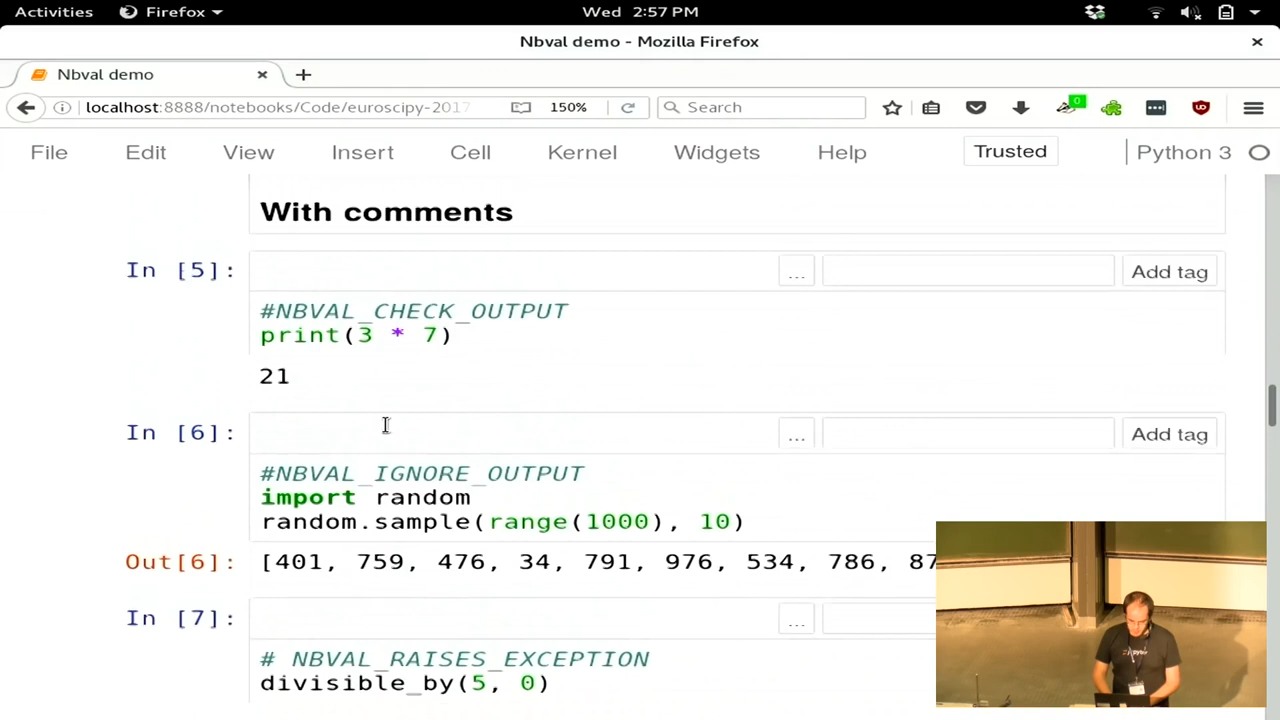 Activities Firefox Wed 2:57 PM
Nbval demo - Mozilla Firefox
Nbval demo
localhost:8888/notebooks/Code/euroscipy-2017 150% Search 0
File Edit View Insert Cell Kernel Widgets Help Trusted Python 3
With comments
In [5]: ... Add tag
#NBVAL_CHECK_OUTPUT
print(3 * 7)
21
In [6]: ... Add tag
#NBVAL_IGNORE_OUTPUT
import random
random.sample(range(1000), 10)
Out[6]: [401, 759, 476, 34, 791, 976, 534, 786, 87
In [7]: ...
# NBVAL_RAISES_EXCEPTION
divisible_by(5, 0)